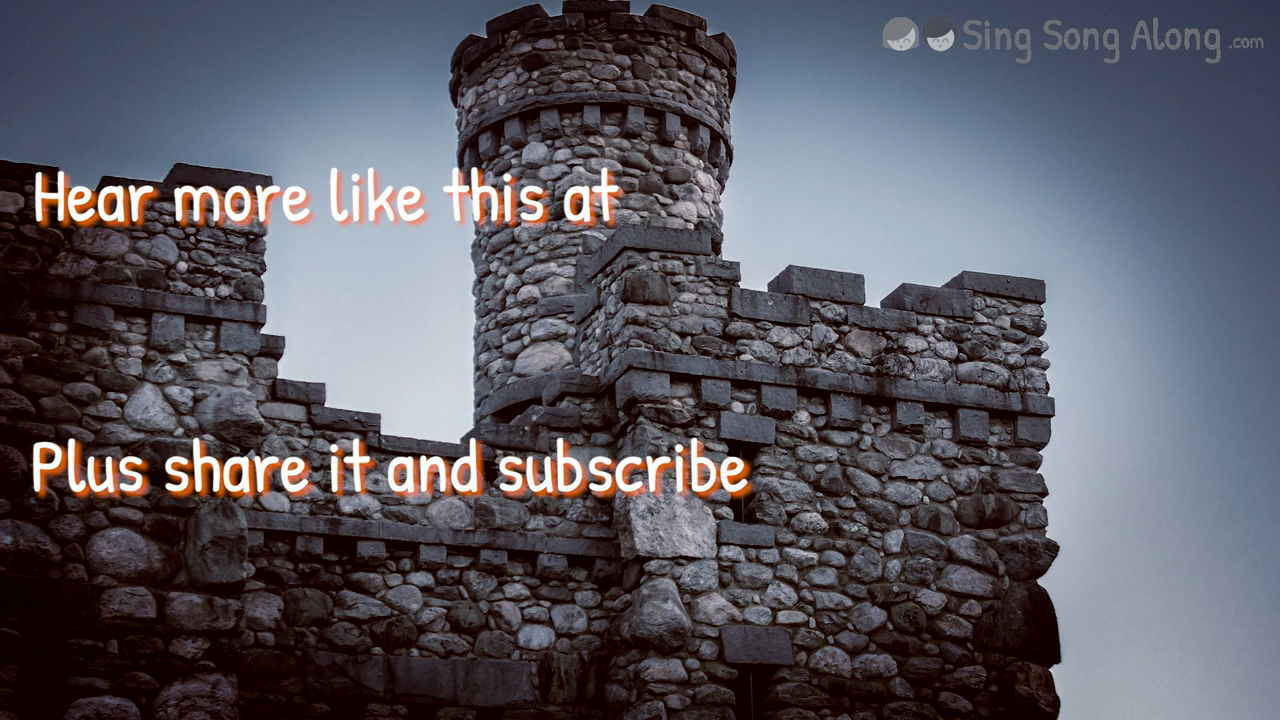 Sing Song Along .com
Hear more like this at
Plus share it and subscribe